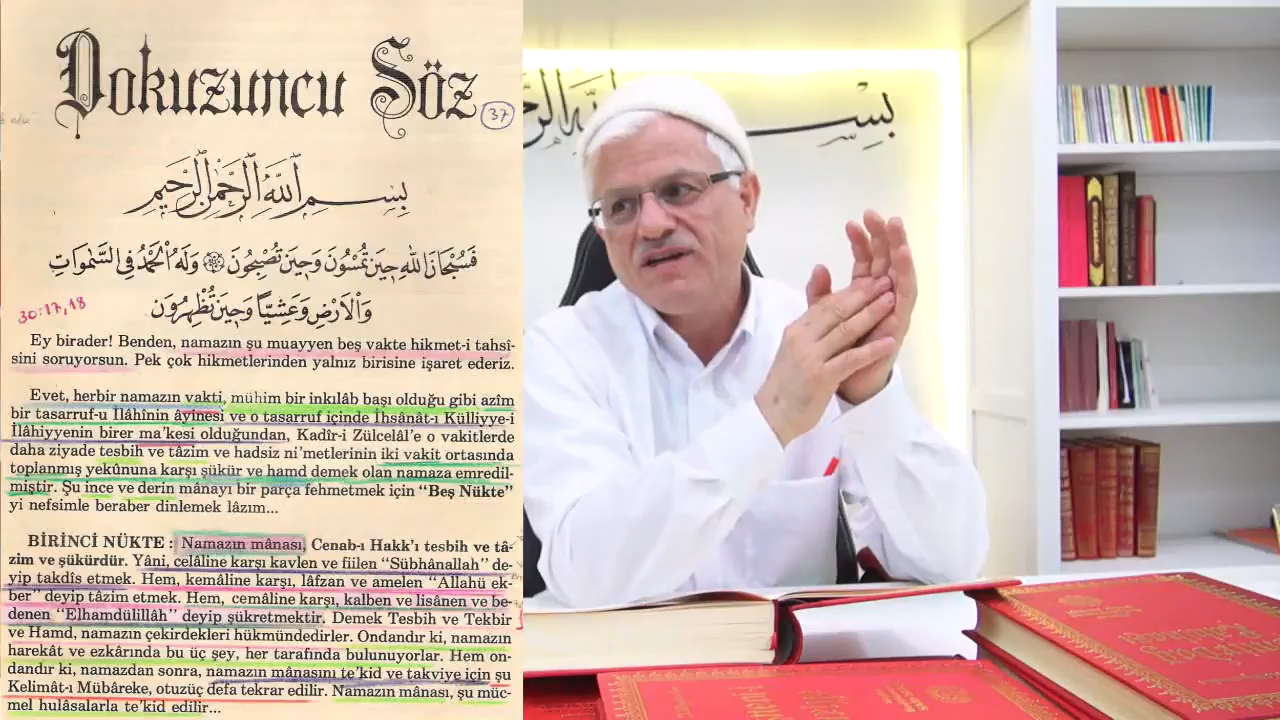 Dokuzuncu Söz
37
بِسْمِ اللّٰهِ الرَّحْمٰنِ الرَّحِيمِ
فَسُبْحَانَ اللّٰهِ حِينَ تُمْسُونَ وَحِينَ تُصْبِحُونَ ۞ وَلَهُ الْحَمْدُ فِى السَّمٰوَاتِ
وَالْاَرْضِ وَعَشِيًّا وَحِينَ تُظْهِرُونَ
30:17,18
Ey birader! Benden, namazın şu muayyen beş vakte hikmet-i tahsî-
sini soruyorsun. Pek çok hikmetlerinden yalnız birisine işaret ederiz.
Evet, herbir namazın vakti, mühim bir inkılâb başı olduğu gibi azîm
bir tasarruf-u İlâhînin âyinesi ve o tasarruf içinde İhsânât-ı Külliyye-i
İlâhiyyenin birer ma'kesi olduğundan, Kadîr-i Zülcelâl'e o vakitlerde
daha ziyade tesbih ve tâzim ve hadsiz ni'metlerinin iki vakit ortasında
toplanmış yekûnuna karşı şükür ve hamd demek olan namaza emredil-
miştir. Şu ince ve derin mânayı bir parça fehmetmek için "Beş Nükte"
yi nefsimle beraber dinlemek lâzım...
BİRİNCİ NÜKTE : Namazın mânası, Cenab-ı Hakk'ı tesbih ve tâ-
zim ve şükürdür. Yâni, celâline karşı kavlen ve fiilen "Sübhânallah" de-
yip takdîs etmek. Hem, kemâline karşı, lâfzan ve amelen "Allahü ek-
ber" deyip tâzim etmek. Hem, cemâline karşı, kalben ve lisânen ve be-
denen "Elhamdülillâh" deyip şükretmektir. Demek Tesbih ve Tekbir
ve Hamd, namazın çekirdekleri hükmündedirler. Ondandır ki, namazın
harekât ve ezkârında bu üç şey, her tarafında bulunuyorlar. Hem on-
dandır ki, namazdan sonra, namazın mânasını te'kid ve takviye için şu
Kelimât-ı Mübâreke, otuzüç defa tekrar edilir. Namazın mânası, şu müc-
mel hulâsalarla te'kid edilir...
بِسْمِ